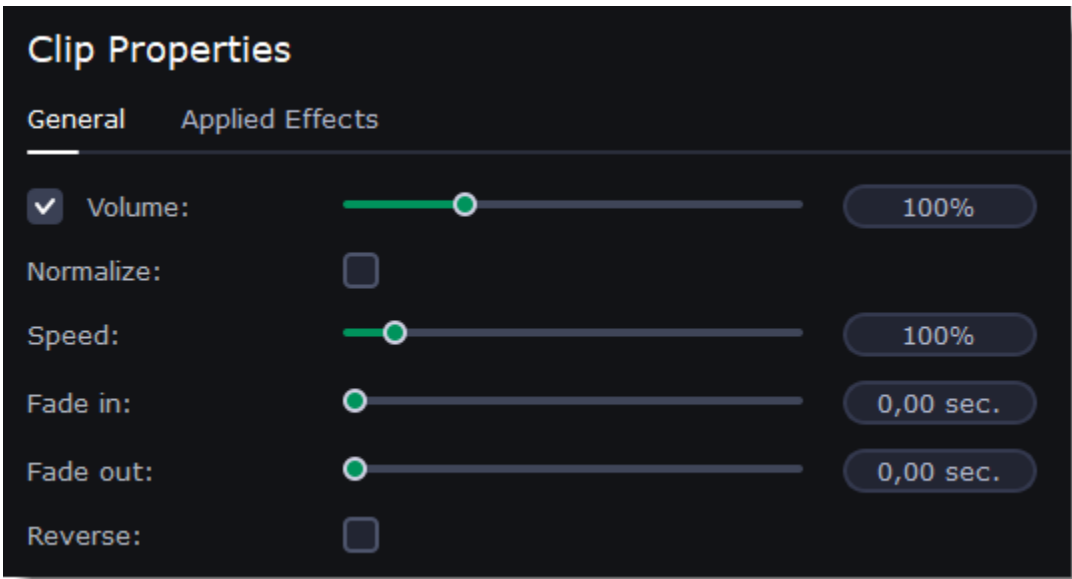 Clip Properties
General Applied Effects
Volume: 100%
Normalize:
Speed: 100%
Fade in: 0,00 sec.
Fade out: 0,00 sec.
Reverse: